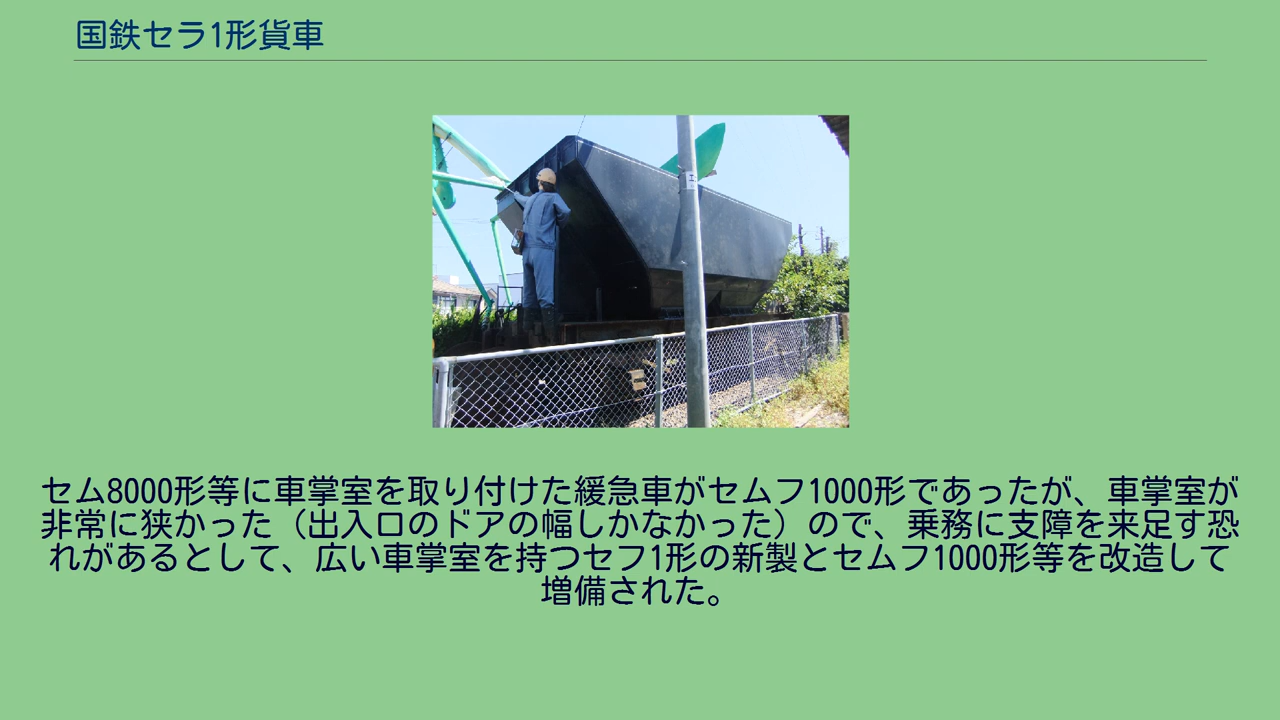 国鉄セラ1形貨車
工
セム8000形等に車掌室を取り付けた緩急車がセムフ1000形であったが、車掌室が
非常に狭かった（出入口のドアの幅しかなかった）ので、乗務に支障を来足す恐
れがあるとして、広い車掌室を持つセフ1形の新製とセムフ1000形等を改造して
増備された。